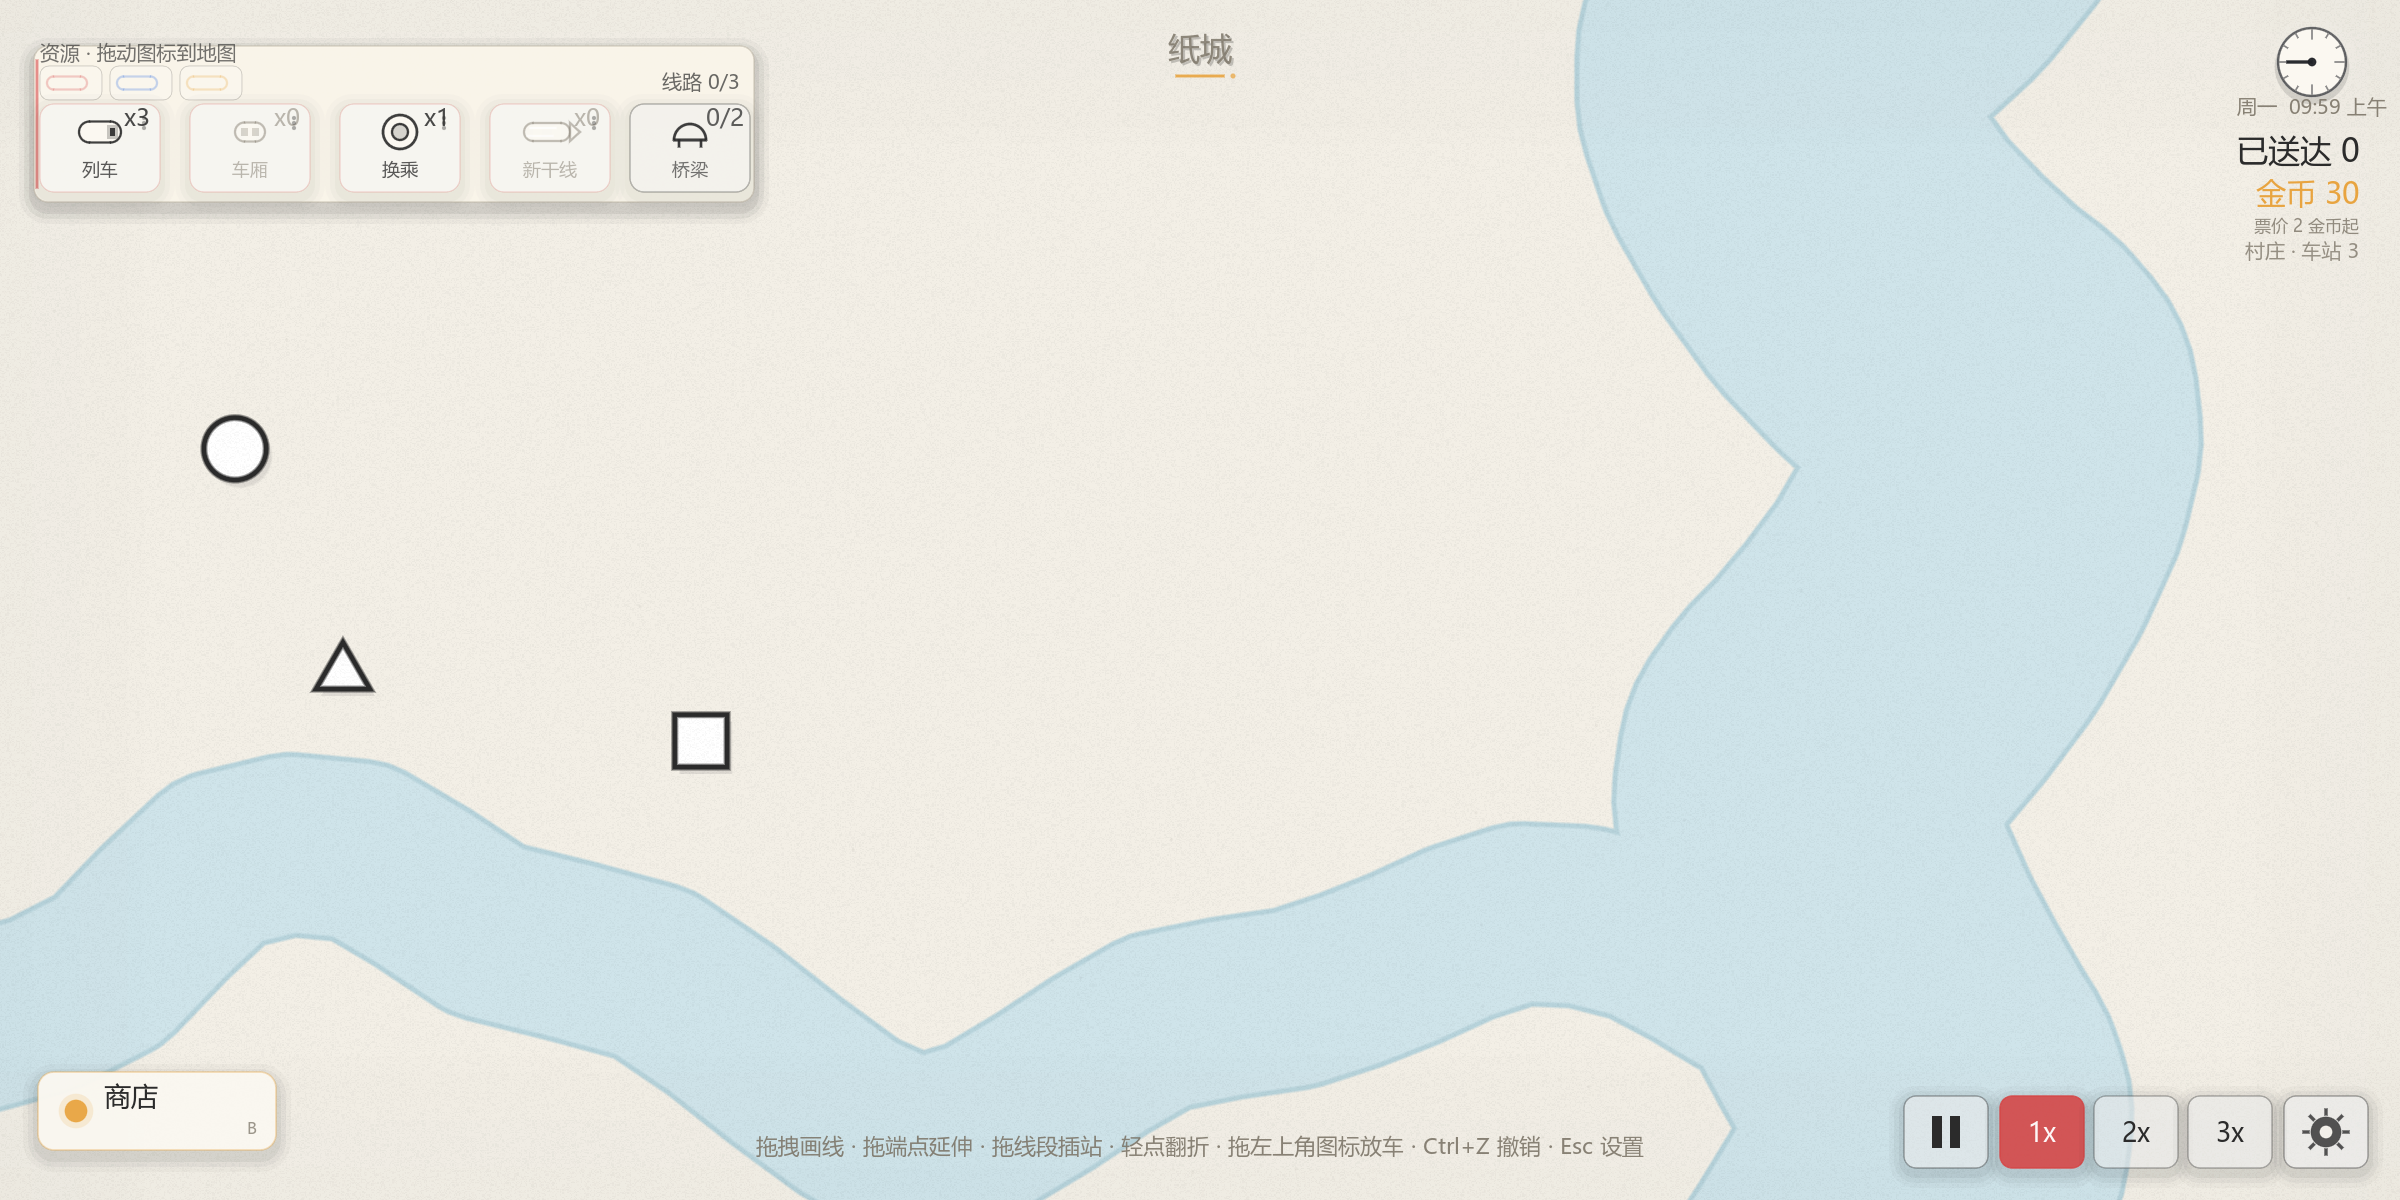 资源 · 拖动图标到地图
线路 0/3
x3
列车
x0
车厢
x1
换乘
x0
新干线
0/2
桥梁
纸城
周一 09:59 上午
已送达 0
金币 30
票价 2 金币起
村庄 · 车站 3
商店
B
拖拽画线 · 拖端点延伸 · 拖线段插站 · 轻点翻折 · 拖左上角图标放车 · Ctrl+Z 撤销 · Esc 设置
1x
2x
3x